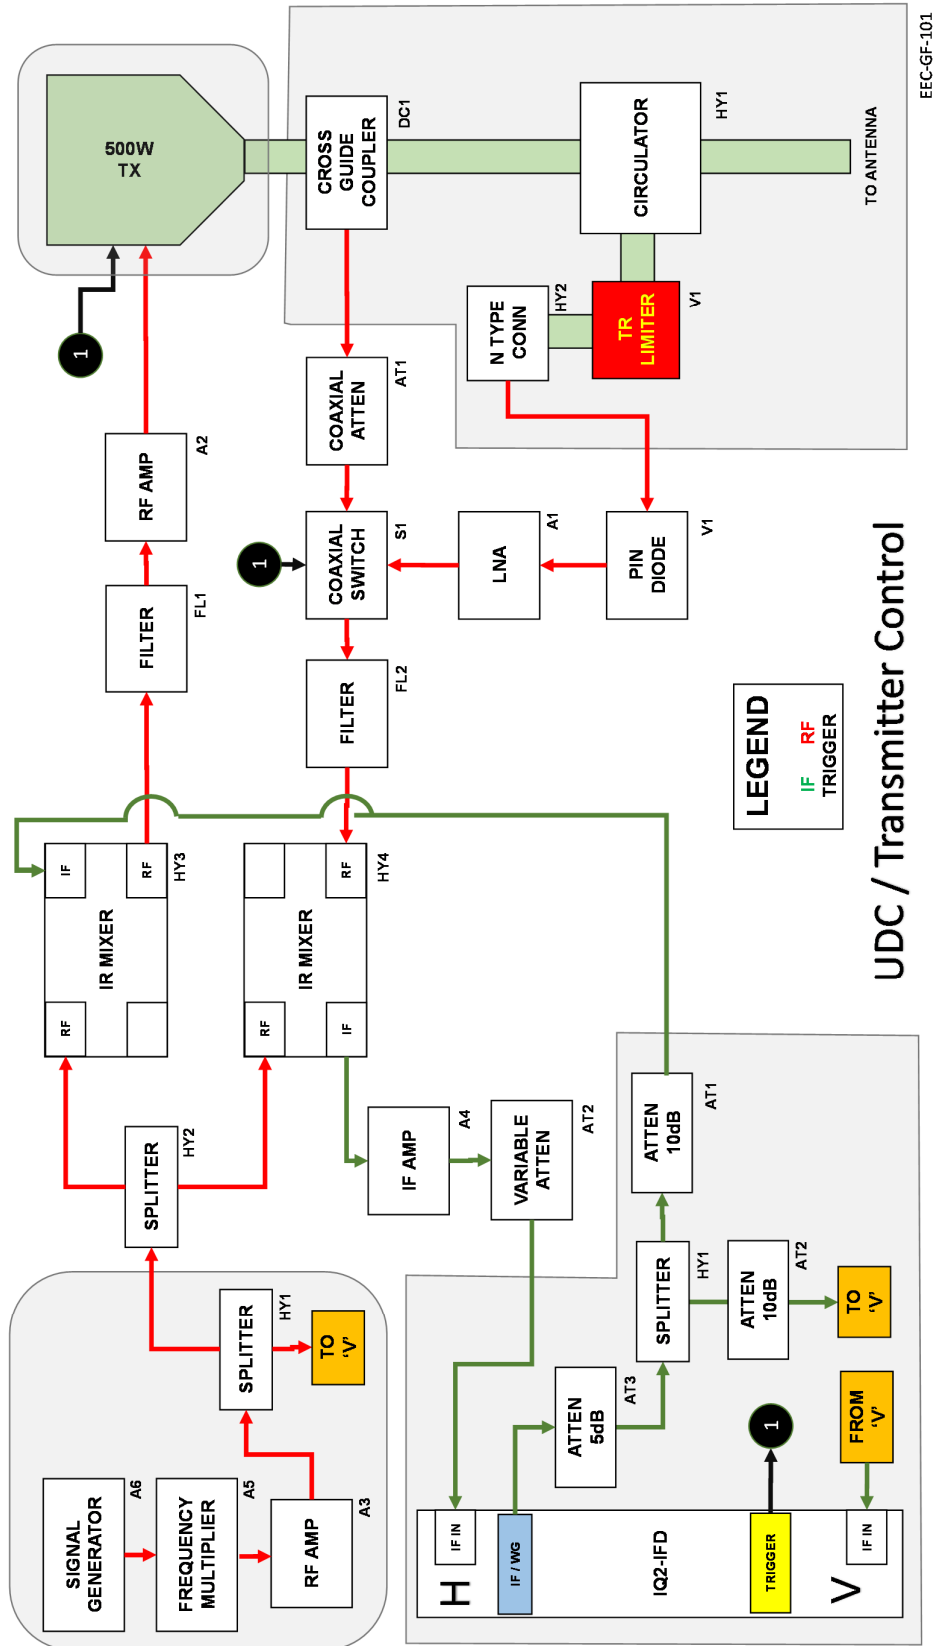 SIGNAL
GENERATOR
A6
FREQUENCY
MULTIPLIER
A5
RF AMP
A3
SPLITTER
HY1
TO
‘V’
SPLITTER
HY2
RF
IF
IR MIXER
RF
HY3
RF
IF
IR MIXER
RF
HY4
FILTER
FL1
RF AMP
A2
1
500W
TX
CROSS
GUIDE
COUPLER
DC1
COAXIAL
ATTEN
AT1
1
COAXIAL
SWITCH
S1
FILTER
FL2
LNA
A1
PIN
DIODE
V1
N TYPE
CONN
HY2
TR
LIMITER
V1
CIRCULATOR
HY1
TO ANTENNA
EEC-GF-101
IF AMP
A4
VARIABLE
ATTEN
AT2
H
IF IN
IF / WG
IQ2-IFD
TRIGGER
V
IF IN
ATTEN
5dB
AT3
SPLITTER
HY1
ATTEN
10dB
AT1
ATTEN
10dB
AT2
TO
‘V’
FROM
‘V’
1
LEGEND
IF RF
TRIGGER
UDC / Transmitter Control